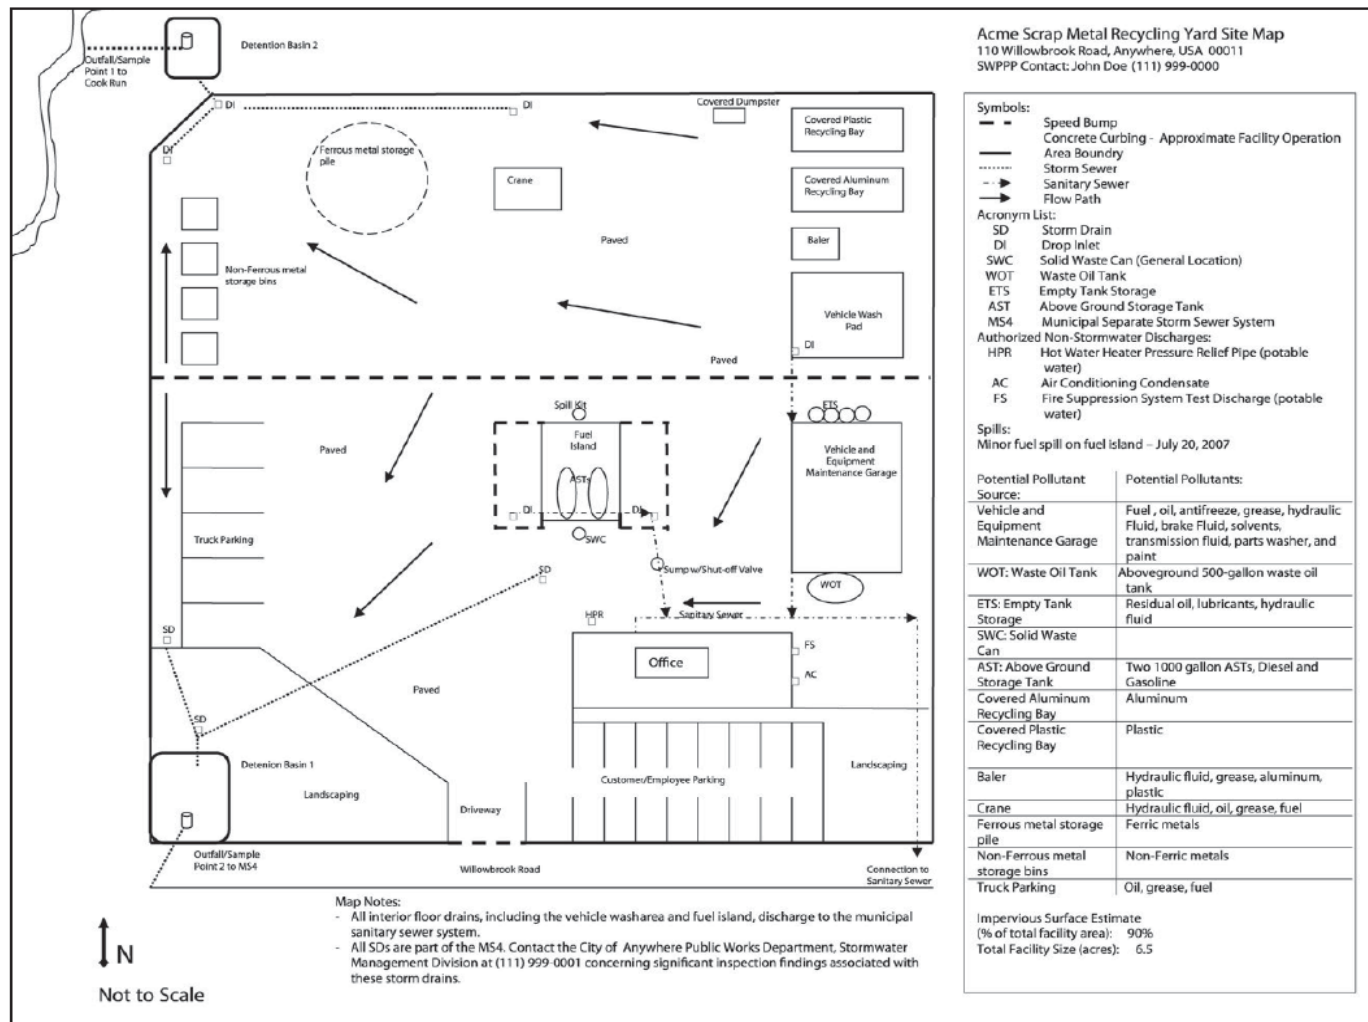 Acme Scrap Metal Recycling Yard Site Map
110 Willowbrook Road, Anywhere, USA  00011
SWPPP Contact: John Doe (111) 999-0000
Detention Basin 2
Outfall/Sample
Point 1 to
Cook Run
DI
DI
DI
Covered Dumpster
Covered Plastic
Recycling Bay
Ferrous metal storage
pile
Crane
Covered Aluminum
Recycling Bay
Paved
Baler
Non-Ferrous metal
storage bins
Vehicle Wash
Pad
DI
Paved
Spill Kit
ETS
Fuel
Island
Paved
Vehicle and
Equipment
Maintenance Garage
ASTs
DI
DI
Truck Parking
SWC
SD
Sump w/Shut-off Valve
WOT
HPR
Sanitary Sewer
SD
FS
Office
AC
Paved
SD
Detenion Basin 1
Landscaping
Customer/Employee Parking
Landscaping
Driveway
Outfall/Sample
Point 2 to MS4
Willowbrook Road
Connection to
Sanitary Sewer
Map Notes:
- All interior floor drains, including the vehicle washarea and fuel island, discharge to the municipal
sanitary sewer system.
- All SDs are part of the MS4. Contact the City of Anywhere Public Works Department, Stormwater
Management Division at (111) 999-0001 concerning significant inspection findings associated with
these storm drains.
N
Not to Scale
Symbols:
Speed Bump
Concrete Curbing - Approximate Facility Operation
Area Boundry
Storm Sewer
Sanitary Sewer
Flow Path
Acronym List:
SD Storm Drain
DI Drop Inlet
SWC Solid Waste Can (General Location)
WOT Waste Oil Tank
ETS Empty Tank Storage
AST Above Ground Storage Tank
MS4 Municipal Separate Storm Sewer System
Authorized Non-Stormwater Discharges:
HPR Hot Water Heater Pressure Relief Pipe (potable
water)
AC Air Conditioning Condensate
FS Fire Suppression System Test Discharge (potable
water)
Spills:
Minor fuel spill on fuel island – July 20, 2007
Potential Pollutant Potential Pollutants:
Source:
Vehicle and Fuel , oil, antifreeze, grease, hydraulic
Equipment Fluid, brake Fluid, solvents,
Maintenance Garage transmission fluid, parts washer, and
paint
WOT: Waste Oil Tank Aboveground 500-gallon waste oil
tank
ETS: Empty Tank Residual oil, lubricants, hydraulic
Storage fluid
SWC: Solid Waste
Can
AST: Above Ground Two 1000 gallon ASTs, Diesel and
Storage Tank Gasoline
Covered Aluminum Aluminum
Recycling Bay
Covered Plastic Plastic
Recycling Bay
Baler Hydraulic fluid, grease, aluminum,
plastic
Crane Hydraulic fluid, oil, grease, fuel
Ferrous metal storage Ferric metals
pile
Non-Ferrous metal Non-Ferric metals
storage bins
Truck Parking Oil, grease, fuel
Impervious Surface Estimate
(% of total facility area): 90%
Total Facility Size (acres): 6.5